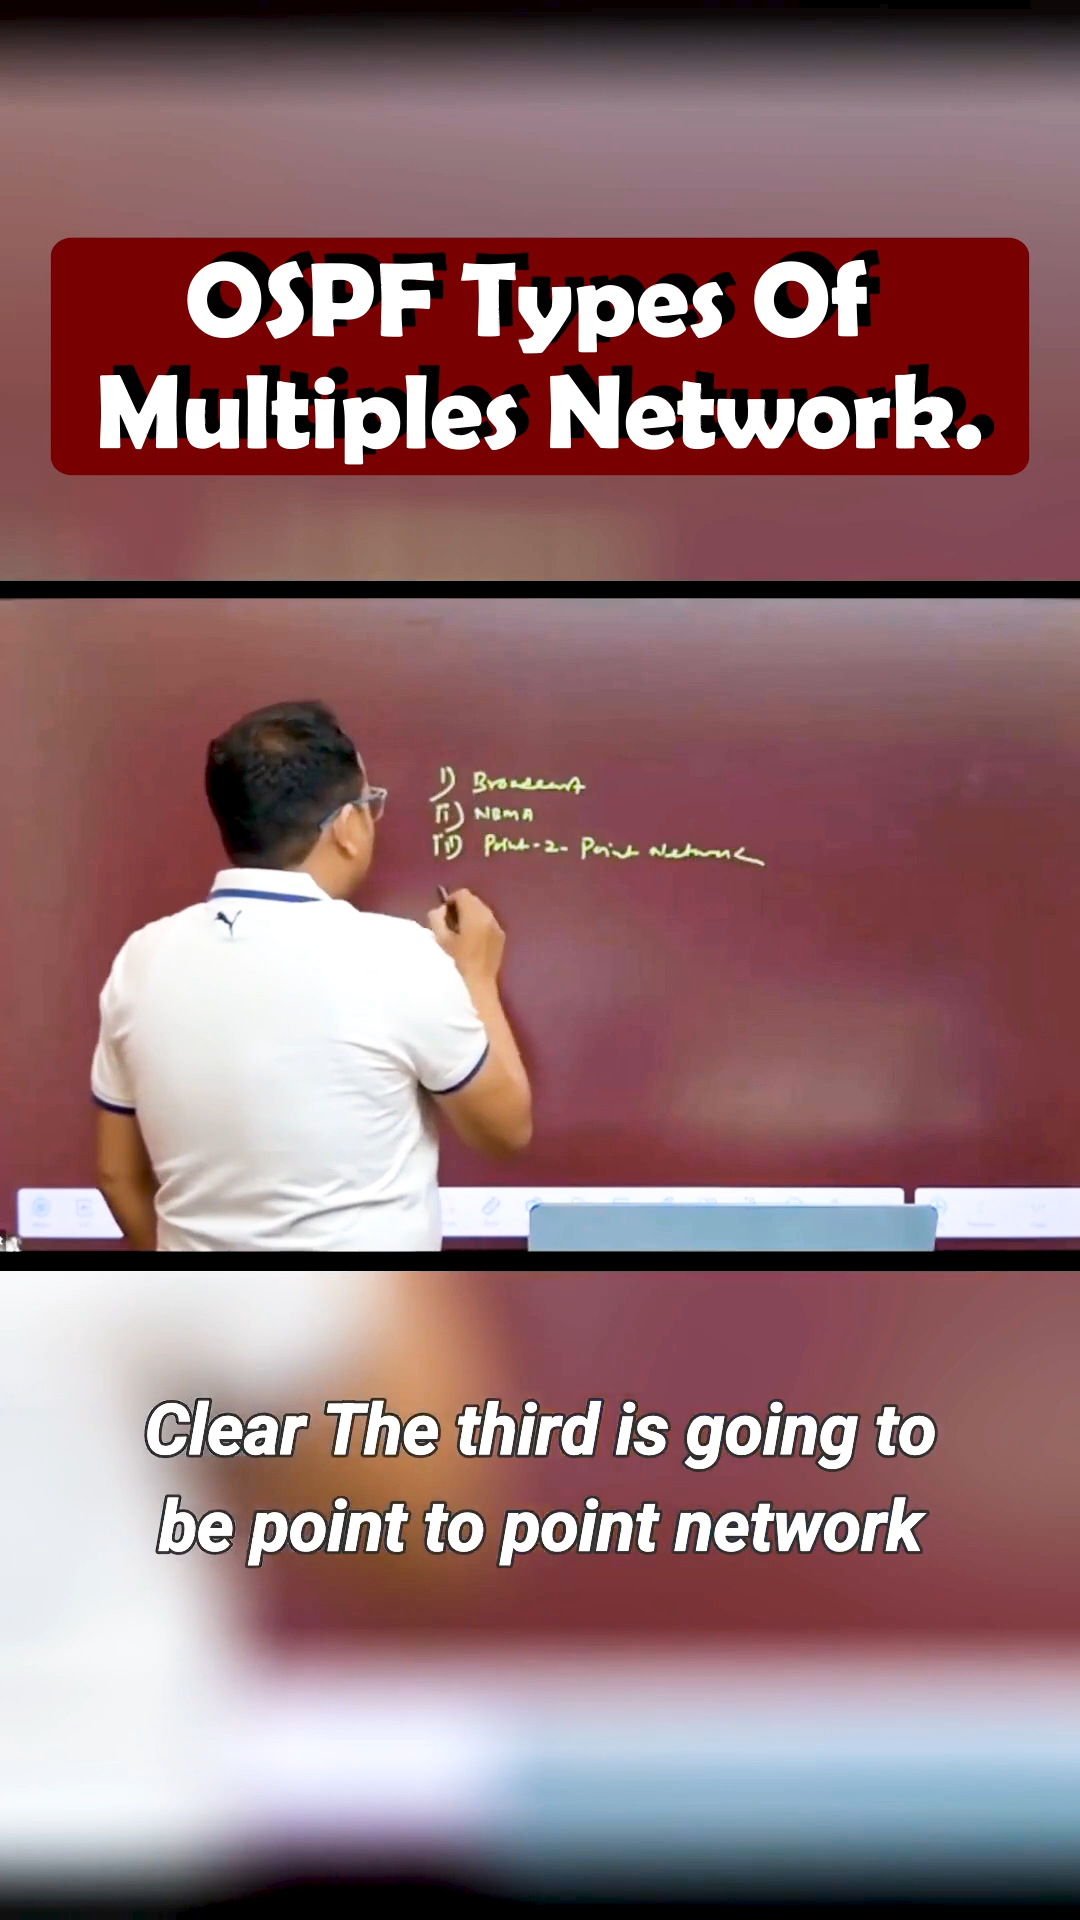 OSPF Types Of
Multiples Network.
i) Broadcast
ii) NBMA
iii) Point-2-Point Network
Clear The third is going to
be point to point network